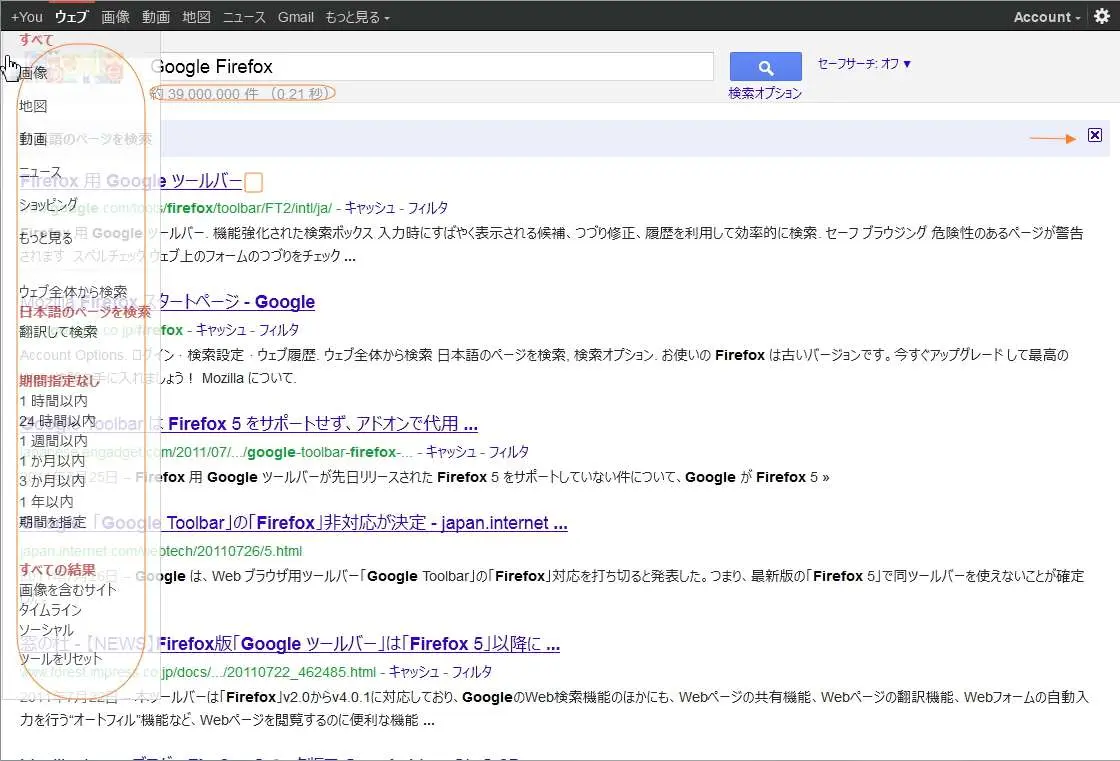 +You ウェブ 画像 動画 地図 ニュース Gmail もっと見る
Account
Google Firefox
セーフサーチ: オフ ▼
約 39,000,000 件 （0.21 秒）
検索オプション
すべて
画像
地図
動画
ニュース
ショッピング
もっと見る
ウェブ全体から検索
日本語のページを検索
翻訳して検索
期間指定なし
1 時間以内
24 時間以内
1 週間以内
1 か月以内
3 か月以内
1 年以内
期間を指定
すべての結果
画像を含むサイト
タイムライン
ソーシャル
ツールをリセット
のページを検索
Firefox 用 Google ツールバー
google.com/tools/firefox/toolbar/FT2/intl/ja/ - キャッシュ - フィルタ
Firefox 用 Google ツールバー. 機能強化された検索ボックス 入力時にすばやく表示される候補、つづり修正、履歴を利用して効率的に検索. セーフ ブラウジング 危険性のあるページが警告
されます スペルチェック ウェブ上のフォームのつづりをチェック ...
Mozilla Firefox スタートページ - Google
firefox - キャッシュ - フィルタ
Account Options. ログイン · 検索設定 · ウェブ履歴. ウェブ全体から検索 日本語のページを検索, 検索オプション. お使いの Firefox は古いバージョンです。今すぐアップグレード して最高の
手に入れましょう！ Mozilla について.
Toolbar は Firefox 5 をサポートせず、アドオンで代用 ...
engadget.com/2011/07/.../google-toolbar-firefox-... - キャッシュ - フィルタ
25日 – Firefox 用 Google ツールバーが先日リリースされた Firefox 5 をサポートしていない件について、Google が Firefox 5 »
「Google Toolbar」の「Firefox」非対応が決定 - japan.internet ...
japan.internet.com/webtech/20110726/5.html
Google は、Web ブラウザ用ツールバー「Google Toolbar」の「Firefox」対応を打ち切ると発表した。つまり、最新版の「Firefox 5」で同ツールバーを使えないことが確定
窓の杜 - 【NEWS】Firefox版「Google ツールバー」は「Firefox 5」以降に ...
www.forest.impress.co.jp/docs/.../20110722_462485.html - キャッシュ - フィルタ
2011年7月22日 – 本ツールバーは「Firefox」v2.0からv4.0.1に対応しており、GoogleのWeb検索機能のほかにも、Webページの共有機能、Webページの翻訳機能、Webフォームの自動入
力を行う“オートフィル”機能など、Webページを閲覧するのに便利な機能 ...